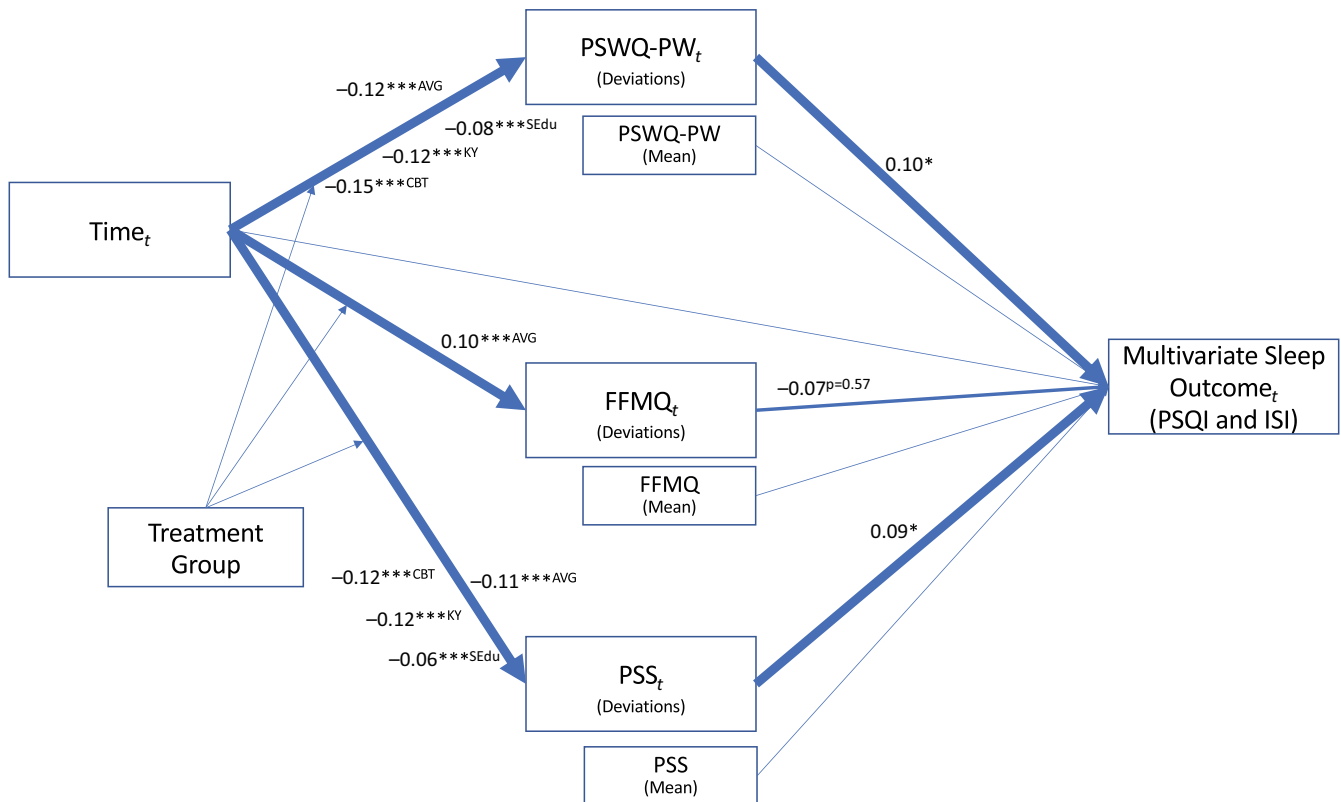 PSWQ-PWt
(Deviations)
–0.12***AVG
–0.08***SEdu
–0.12***KY
–0.15***CBT
PSWQ-PW
(Mean)
0.10*
Timet
0.10***AVG
FFMQt
(Deviations)
–0.07p=0.57
Multivariate Sleep
Outcomet
(PSQI and ISI)
FFMQ
(Mean)
Treatment
Group
0.09*
–0.12***CBT
–0.11***AVG
–0.12***KY
–0.06***SEdu
PSSt
(Deviations)
PSS
(Mean)